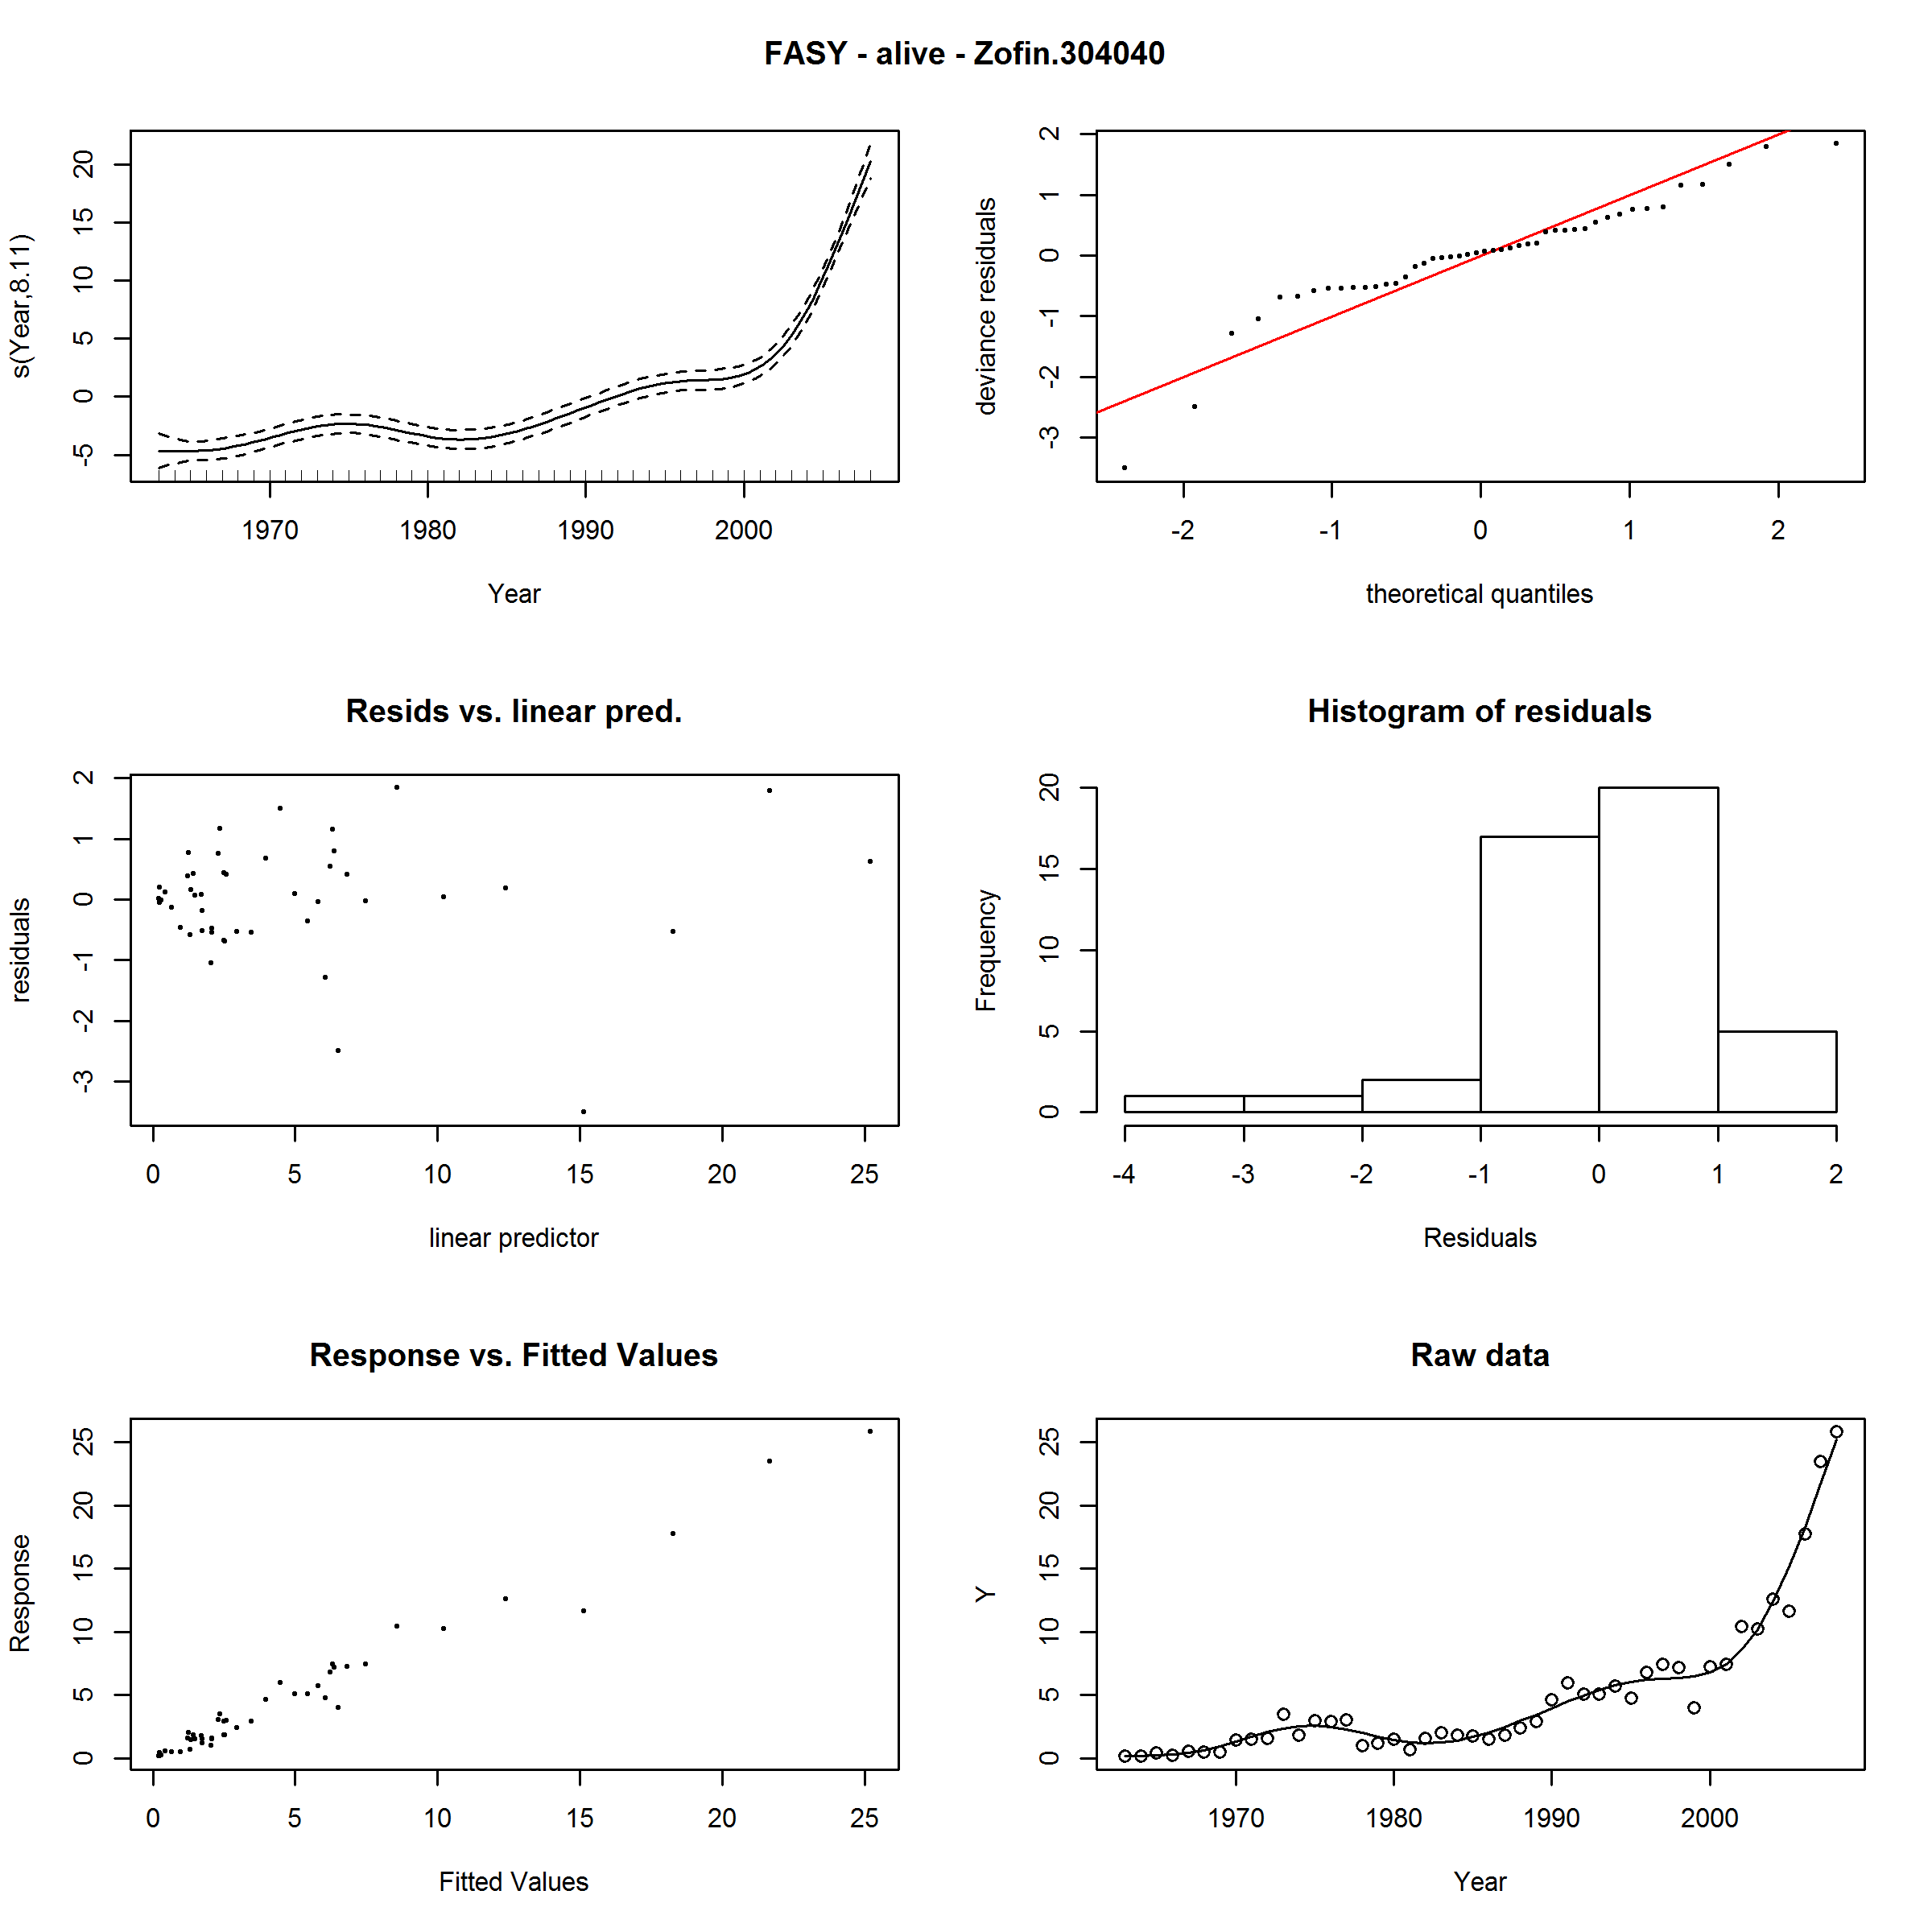 FASY - alive - Zofin.304040
s(Year,8.11)
20
15
10
5
0
-5
1970 1980 1990 2000
Year
deviance residuals
2
1
0
-1
-2
-3
-2 -1 0 1 2
theoretical quantiles
Resids vs. linear pred.
residuals
2
1
0
-1
-2
-3
0 5 10 15 20 25
linear predictor
Histogram of residuals
Frequency
20
15
10
5
0
-4 -3 -2 -1 0 1 2
Residuals
Response vs. Fitted Values
Response
25
20
15
10
5
0
0 5 10 15 20 25
Fitted Values
Raw data
Y
25
20
15
10
5
0
1970 1980 1990 2000
Year